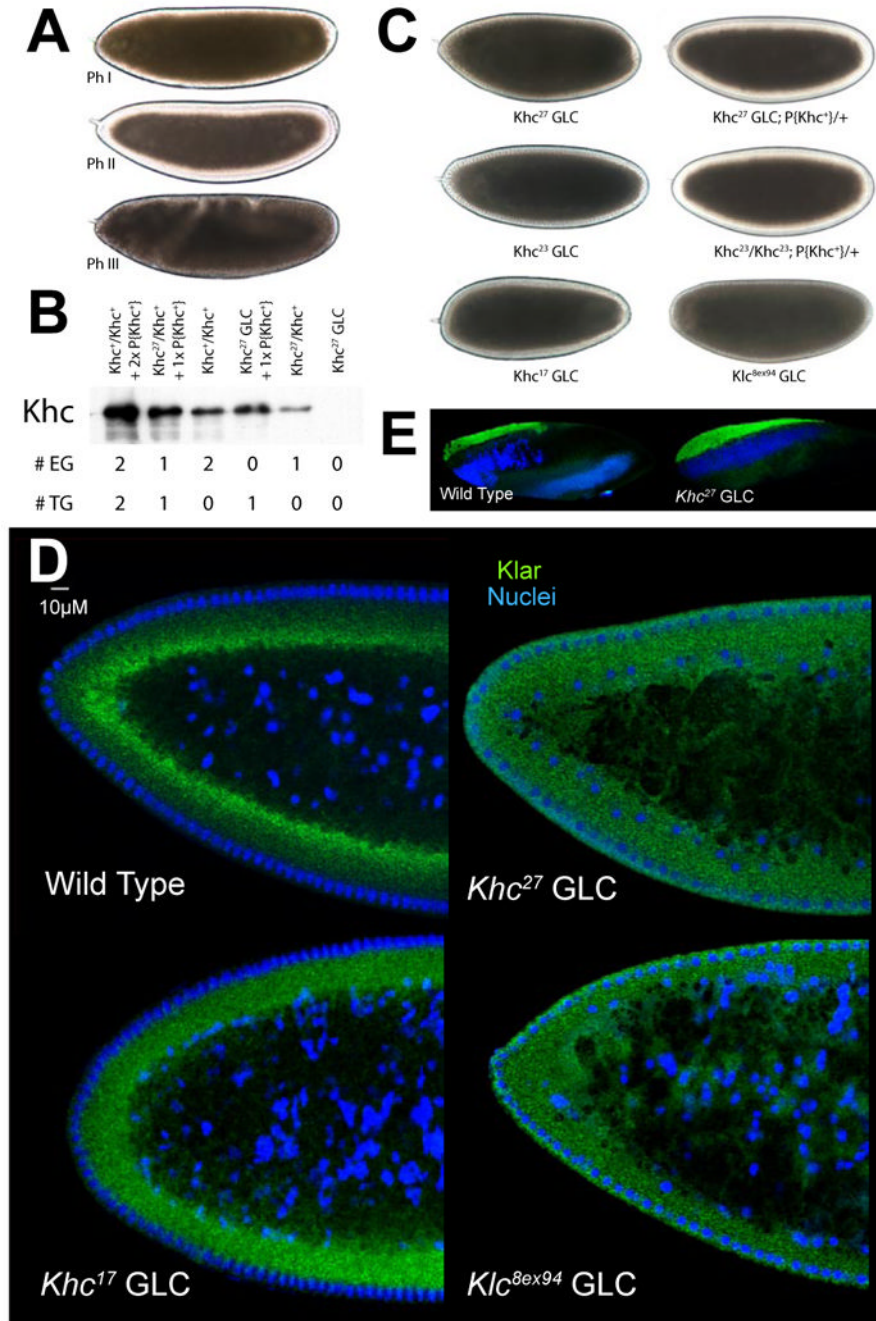 A
Ph I
Ph II
Ph III
B
Khc⁺/Khc⁺
+ 2x P{Khc⁺}
Khc²⁷/Khc⁺
+ 1x P{Khc⁺}
Khc⁺/Khc⁺
Khc²⁷ GLC
+ 1x P{Khc⁺}
Khc²⁷/Khc⁺
Khc²⁷ GLC
Khc
# EG 2 1 2 0 1 0
# TG 2 1 0 1 0 0
C
Khc²⁷ GLC
Khc²⁷ GLC; P{Khc⁺}/+
Khc²³ GLC
Khc²³/Khc²³; P{Khc⁺}/+
Khc¹⁷ GLC
Klc⁸ᵉˣ⁹⁴ GLC
E
Wild Type
Khc²⁷ GLC
D
10µM
Klar
Nuclei
Wild Type
Khc²⁷ GLC
Khc¹⁷ GLC
Klc⁸ᵉˣ⁹⁴ GLC